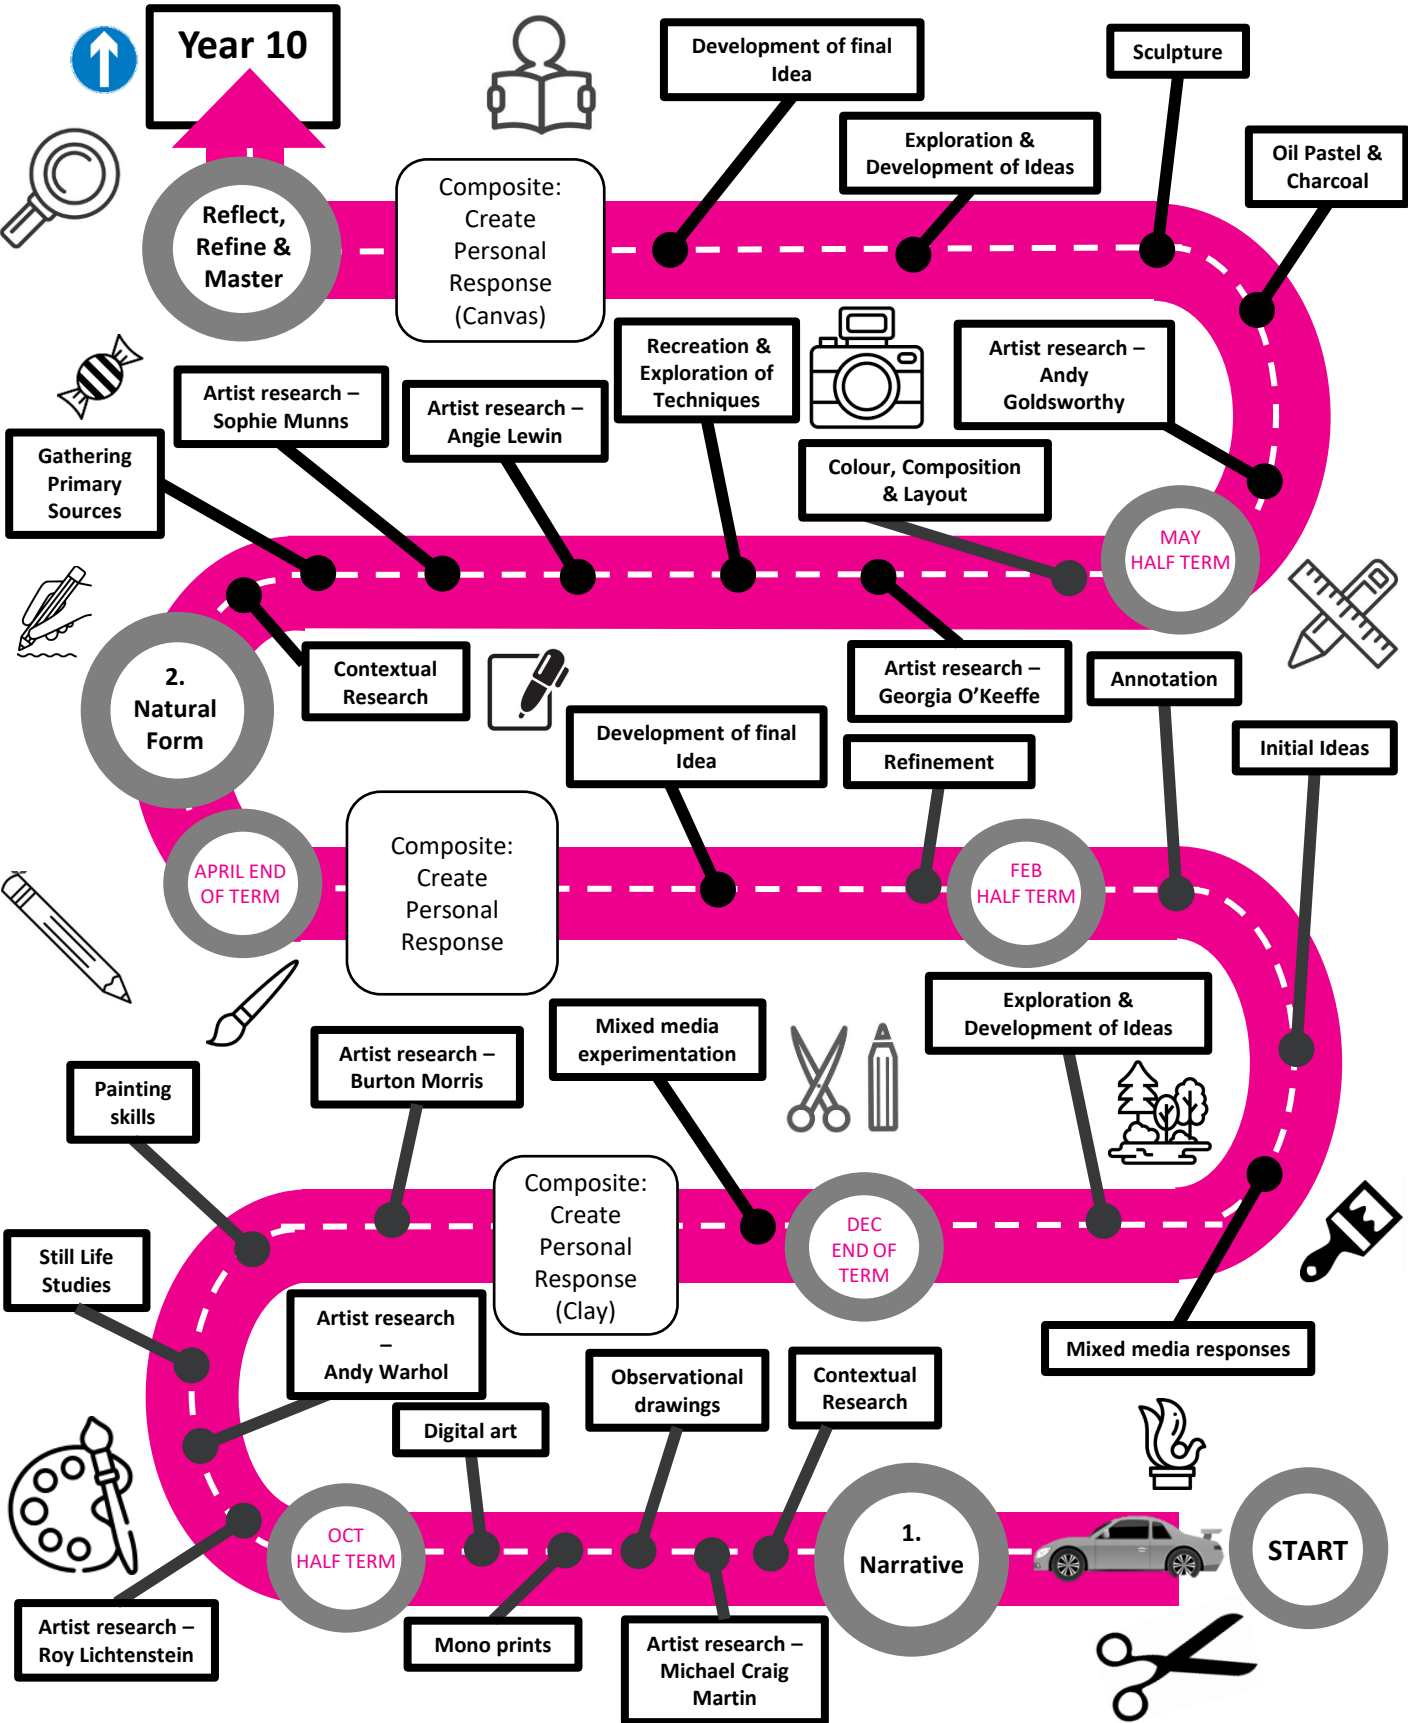 Year 10
Development of final
Idea
Sculpture
Exploration &
Development of Ideas
Oil Pastel &
Charcoal
Reflect,
Refine &
Master
Composite:
Create
Personal
Response
(Canvas)
Recreation &
Exploration of
Techniques
Artist research –
Andy
Goldsworthy
Artist research –
Sophie Munns
Artist research –
Angie Lewin
Gathering
Primary
Sources
Colour, Composition
& Layout
MAY
HALF TERM
2.
Natural
Form
Contextual
Research
Artist research –
Georgia O'Keeffe
Annotation
Development of final
Idea
Refinement
Initial Ideas
APRIL END
OF TERM
Composite:
Create
Personal
Response
FEB
HALF TERM
Exploration &
Development of Ideas
Mixed media
experimentation
Artist research –
Burton Morris
Painting
skills
Composite:
Create
Personal
Response
(Clay)
DEC
END OF
TERM
Still Life
Studies
Artist research
–
Andy Warhol
Mixed media responses
Observational
drawings
Contextual
Research
Digital art
OCT
HALF TERM
1.
Narrative
START
Artist research –
Roy Lichtenstein
Mono prints
Artist research –
Michael Craig
Martin